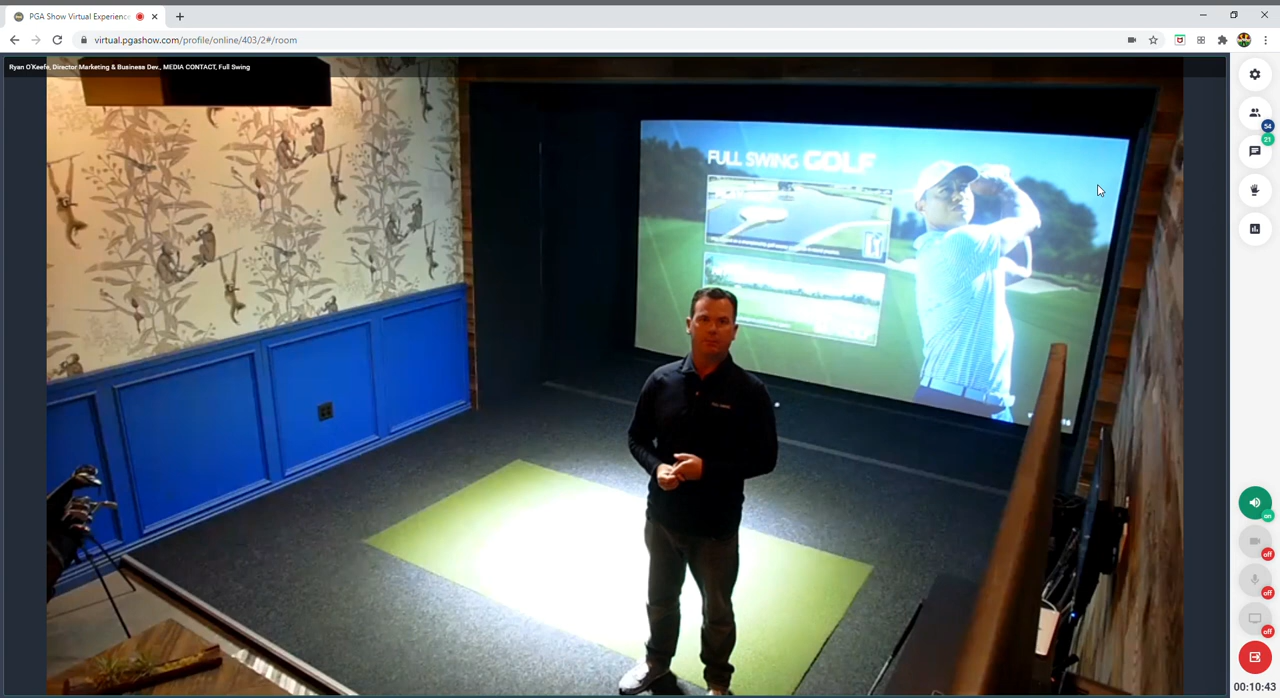 PGA Show Virtual Experienc
virtual.pgashow.com/profile/online/403/2#/room
Ryan O'Keefe, Director Marketing & Business Dev., MEDIA CONTACT, Full Swing
FULL SWING GOLF
54
21
on
off
off
off
00:10:43